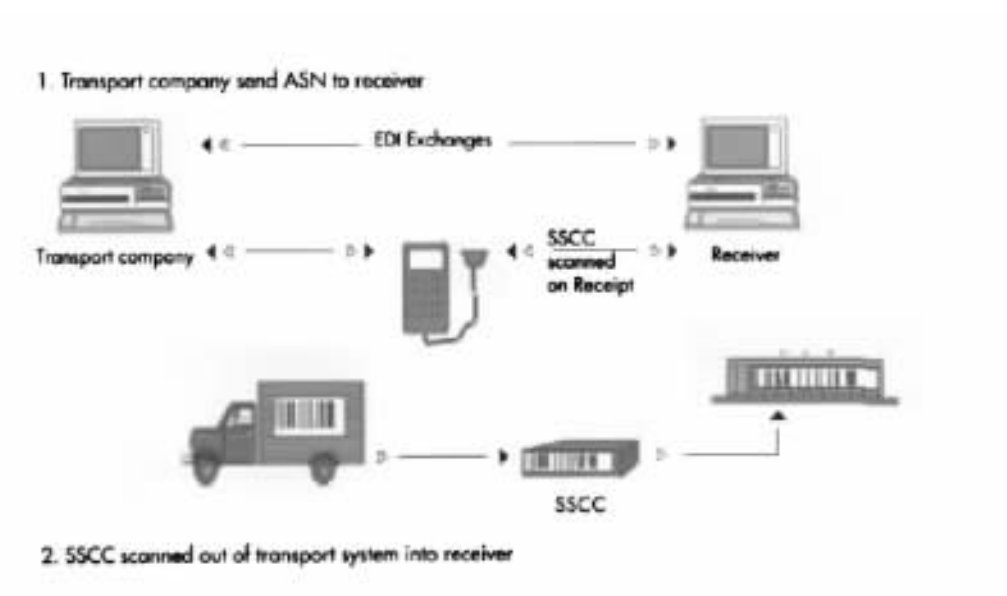 1. Transport company send ASN to receiver
EDI Exchanges
Transport company
SSCC
scanned
on Receipt
Receiver
SSCC
2. SSCC scanned out of transport system into receiver